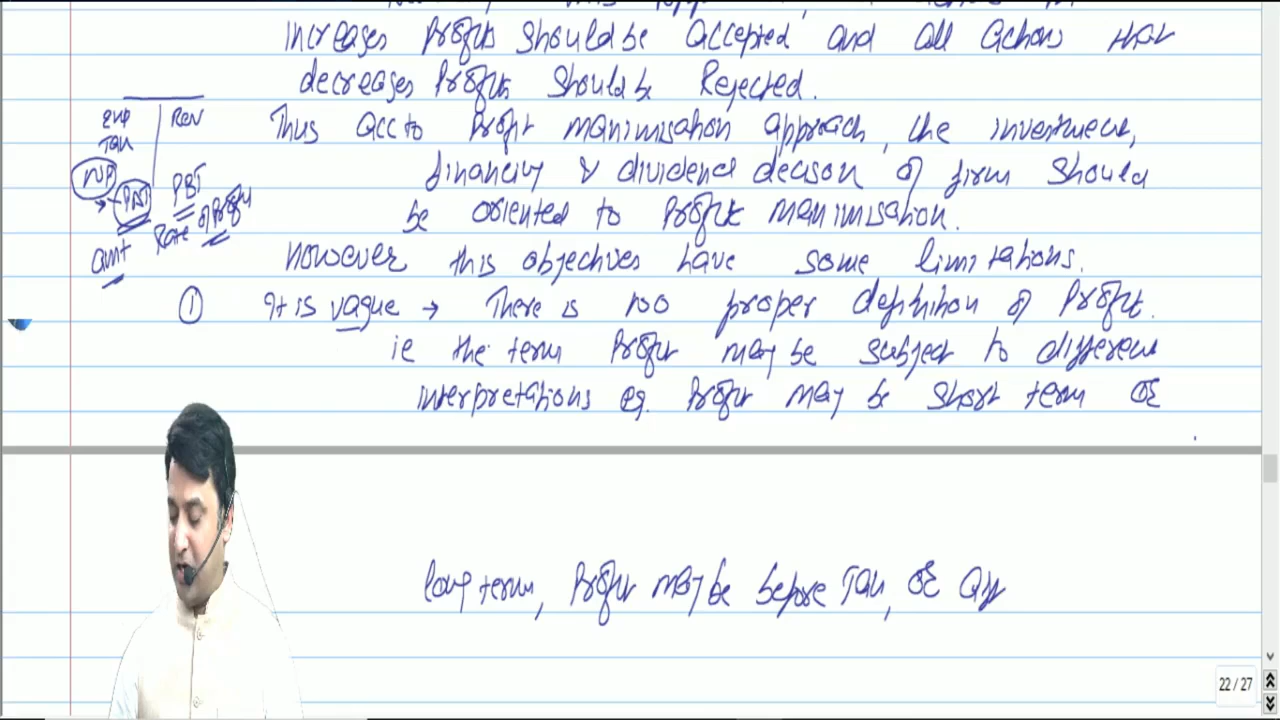 increases Profits should be accepted and all actions that
decreases Profits should be Rejected.
Exp Rev
Tax
NP PBT
PAT
Rate of Profit
amt
Thus acc to Profit maximisation approach, the investment,
financing & dividend decision of firm should
be oriented to Profit maximisation.
However this objectives have some limitations.
① It is vague → There is no proper definition of Profit.
ie the term Profit may be subject to different
interpretations eg. Profit may be short term or
long term, Profit may be before Tax, or
22 / 27